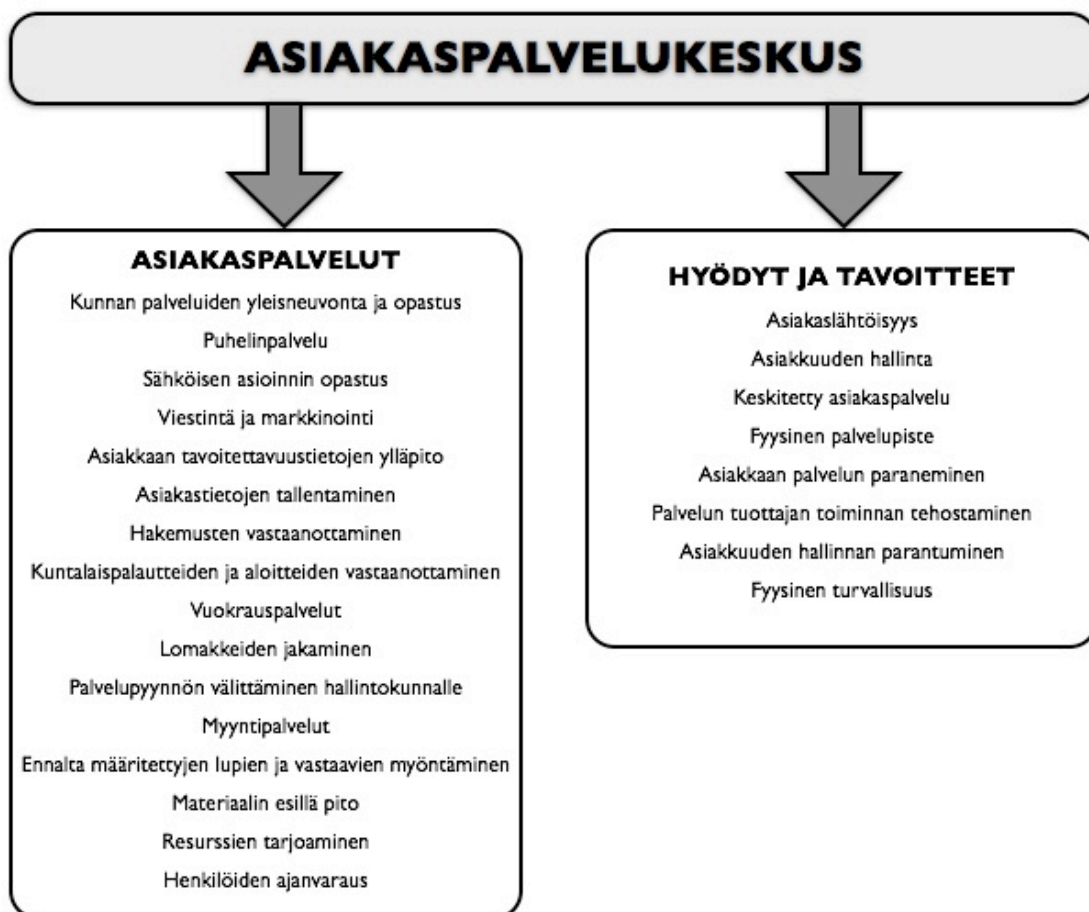 ASIAKASPALVELUKESKUS
ASIAKASPALVELUT
Kunnan palveluiden yleisneuvonta ja opastus
Puhelinpalvelu
Sähköisen asioinnin opastus
Viestintä ja markkinointi
Asiakkaan tavoitettavuustietojen ylläpito
Asiakastietojen tallentaminen
Hakemusten vastaanottaminen
Kuntalaispalautteiden ja aloitteiden vastaanottaminen
Vuokrauspalvelut
Lomakkeiden jakaminen
Palvelupyynnön välittäminen hallintokunnalle
Myyntipalvelut
Ennalta määritettyjen lupien ja vastaavien myöntäminen
Materiaalin esillä pito
Resurssien tarjoaminen
Henkilöiden ajanvaraus
HYÖDYT JA TAVOITTEET
Asiakaslähtöisyys
Asiakkuuden hallinta
Keskitetty asiakaspalvelu
Fyysinen palvelupiste
Asiakkaan palvelun paraneminen
Palvelun tuottajan toiminnan tehostaminen
Asiakkuuden hallinnan parantuminen
Fyysinen turvallisuus